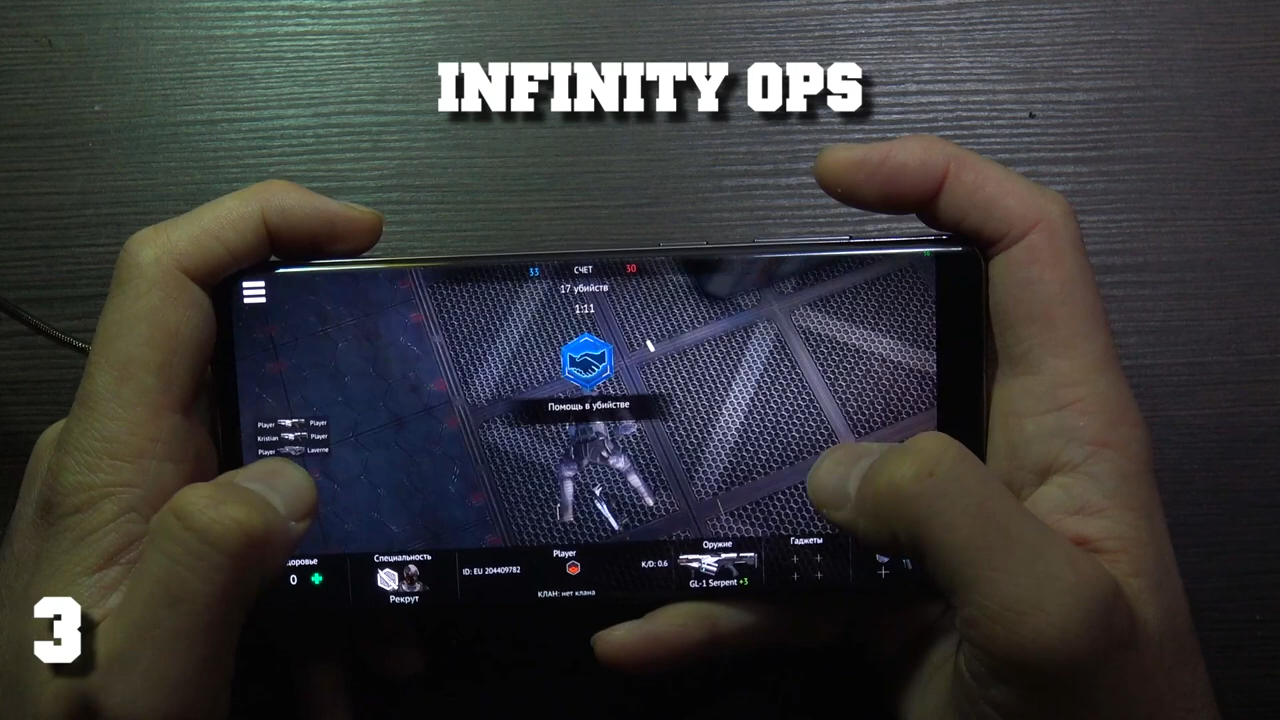 INFINITY OPS
33 СЧЕТ 30
17 убийств
1:11
Помощь в убийстве
Player Player
Kristian Player
Player Laverne
доровье
0
Специальность
Рекрут
ID: EU 204409782
Player
КЛАН: нет клана
K/D: 0.6
Оружие
GL-1 Serpent +3
Гаджеты
3